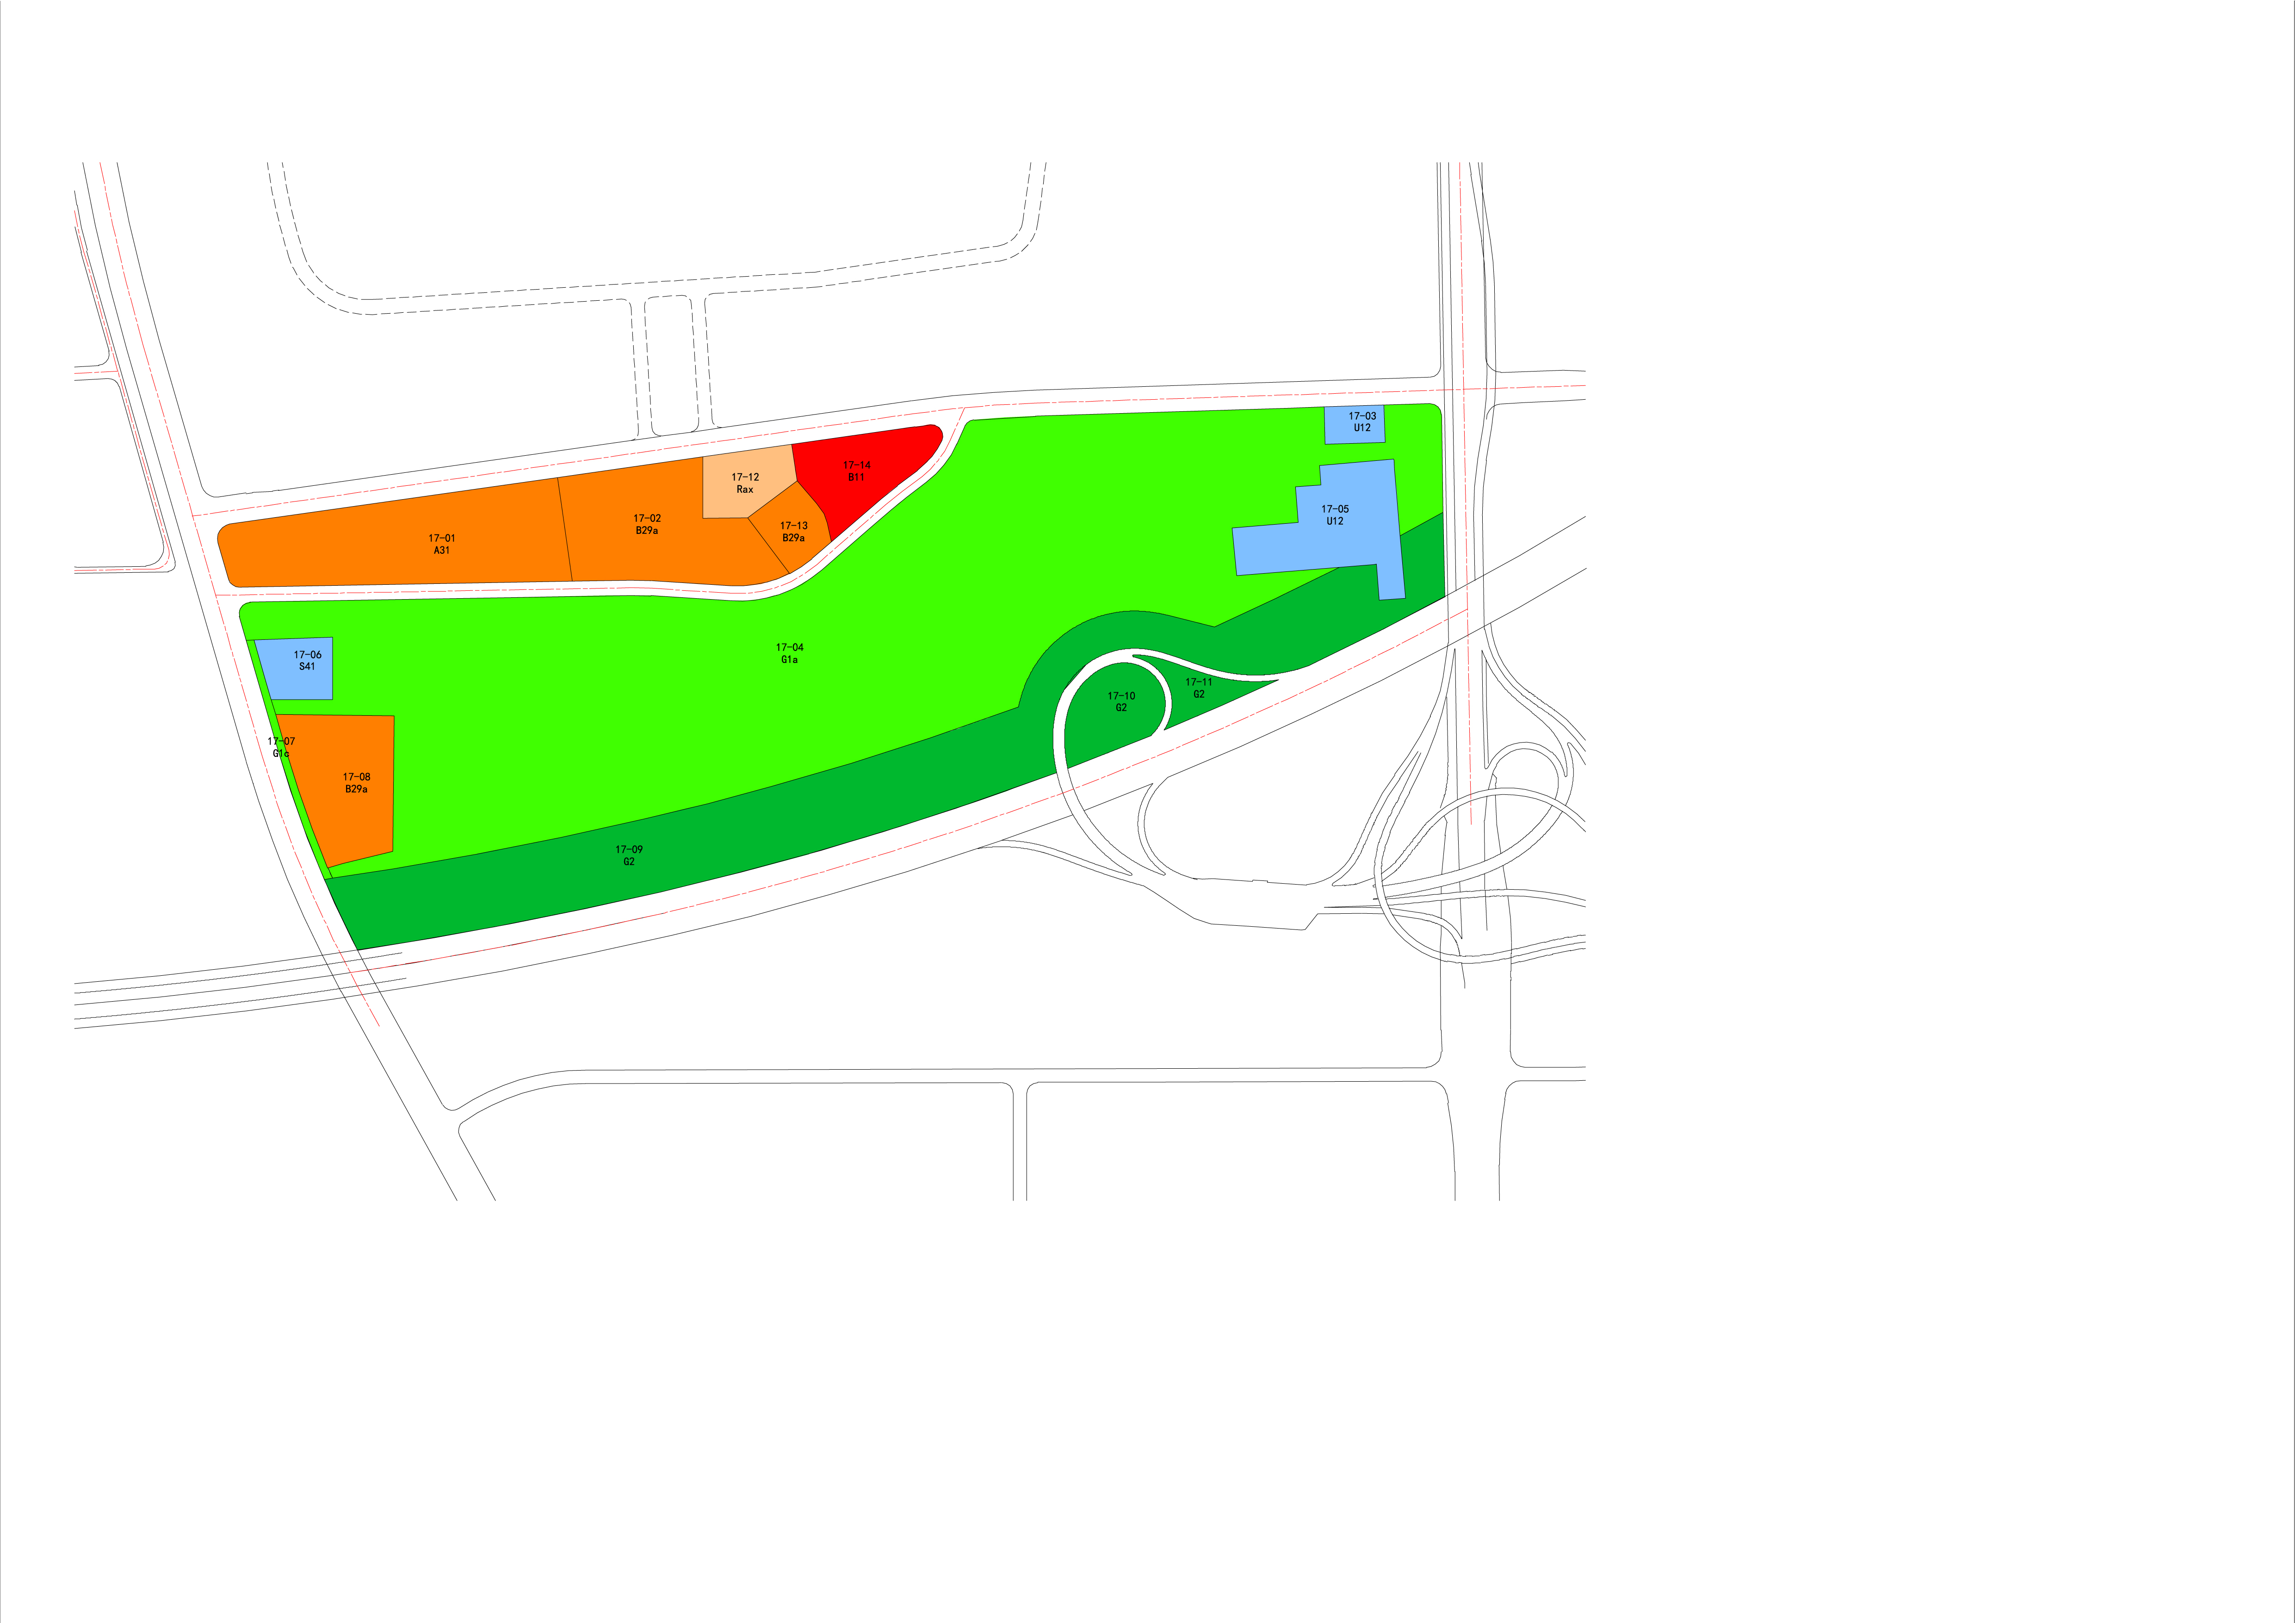 17-03
U12
17-14
B11
17-12
Rax
17-05
U12
17-02
B29a
17-13
B29a
17-01
A31
17-04
G1a
17-06
S41
17-11
G2
17-10
G2
17-07
G1c
17-08
B29a
17-09
G2